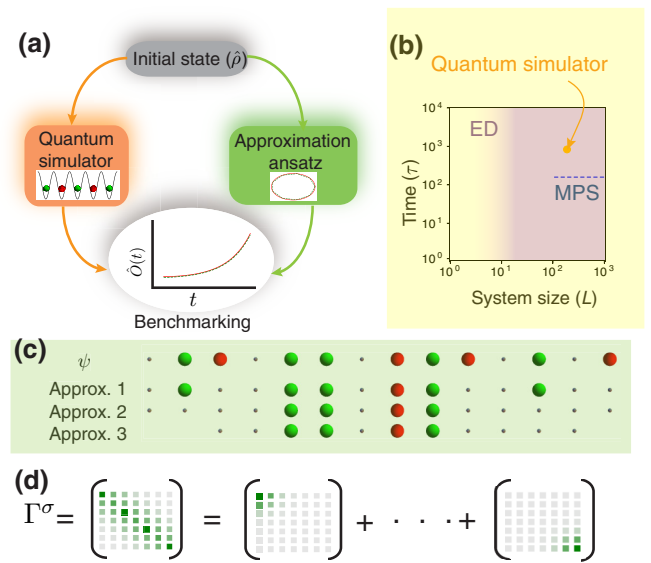 (a)
Initial state (ρ̂)
Quantum
simulator
Approximation
ansatz
Ô(t)
t
Benchmarking
(b)
Quantum simulator
Time (τ)
10⁴
10³
10²
10¹
10⁰
ED
MPS
10⁰ 10¹ 10² 10³
System size (L)
(c)
ψ
Approx. 1
Approx. 2
Approx. 3
(d)
Γ^σ = = + · · · +